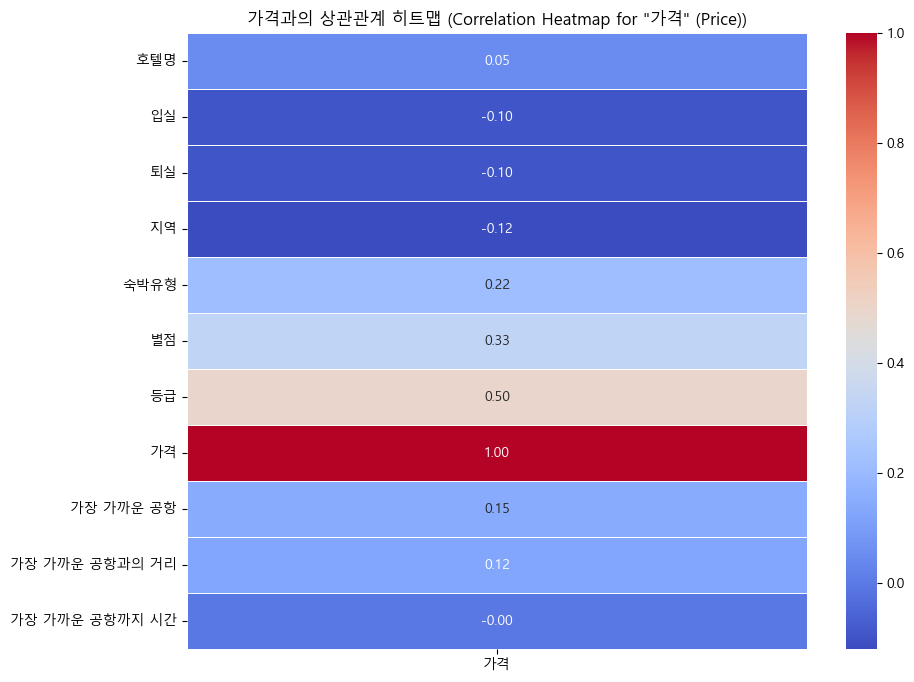 가격과의 상관관계 히트맵 (Correlation Heatmap for "가격" (Price))
호텔명 0.05
입실 -0.10
퇴실 -0.10
지역 -0.12
숙박유형 0.22
별점 0.33
등급 0.50
가격 1.00
가장 가까운 공항 0.15
가장 가까운 공항과의 거리 0.12
가장 가까운 공항까지 시간 -0.00
가격
1.0
0.8
0.6
0.4
0.2
0.0